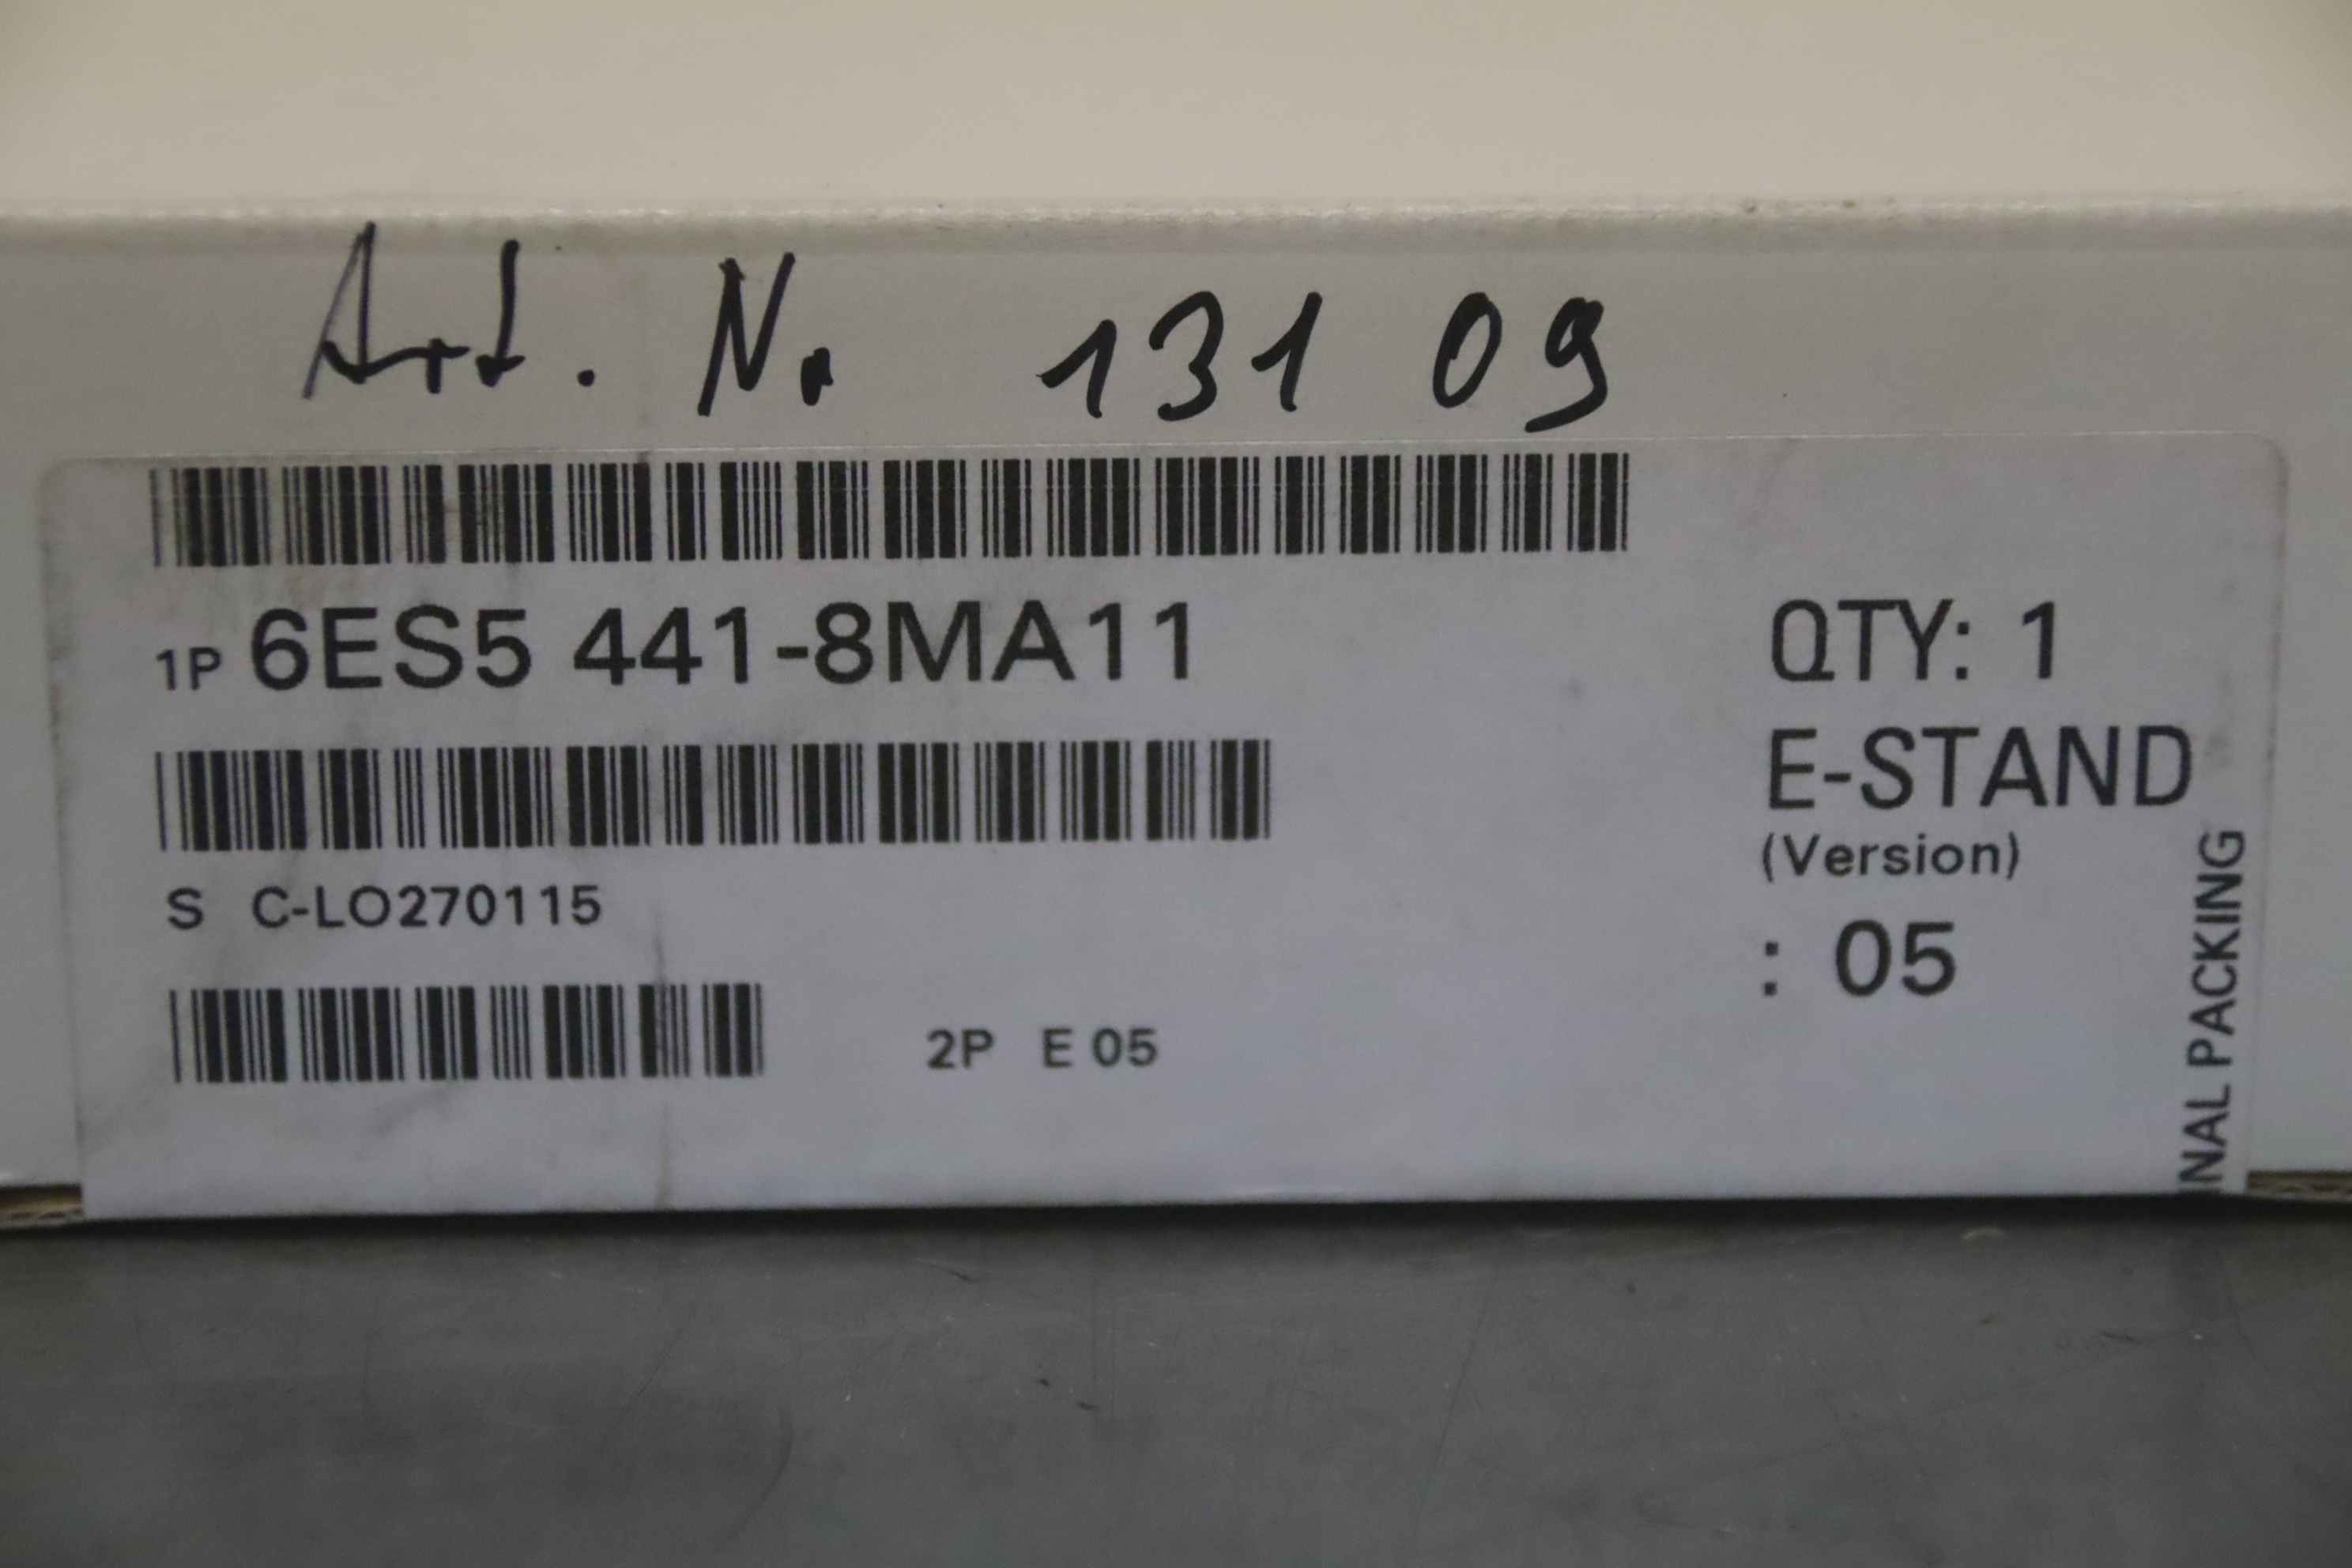 Art. Nr 131 09
1P 6ES5 441-8MA11
QTY: 1
S C-LO270115
E-STAND
(Version)
: 05
2P E 05
NAL PACKING